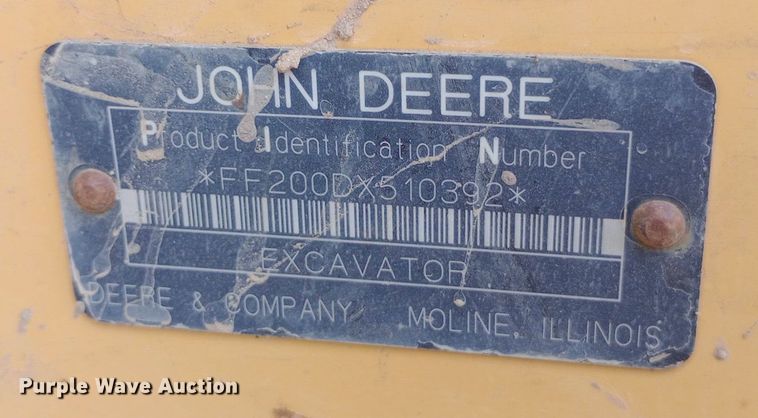 JOHN DEERE
Product Identification Number
*FF200DX510392*
EXCAVATOR
DEERE & COMPANY MOLINE, ILLINOIS
Purple Wave Auction